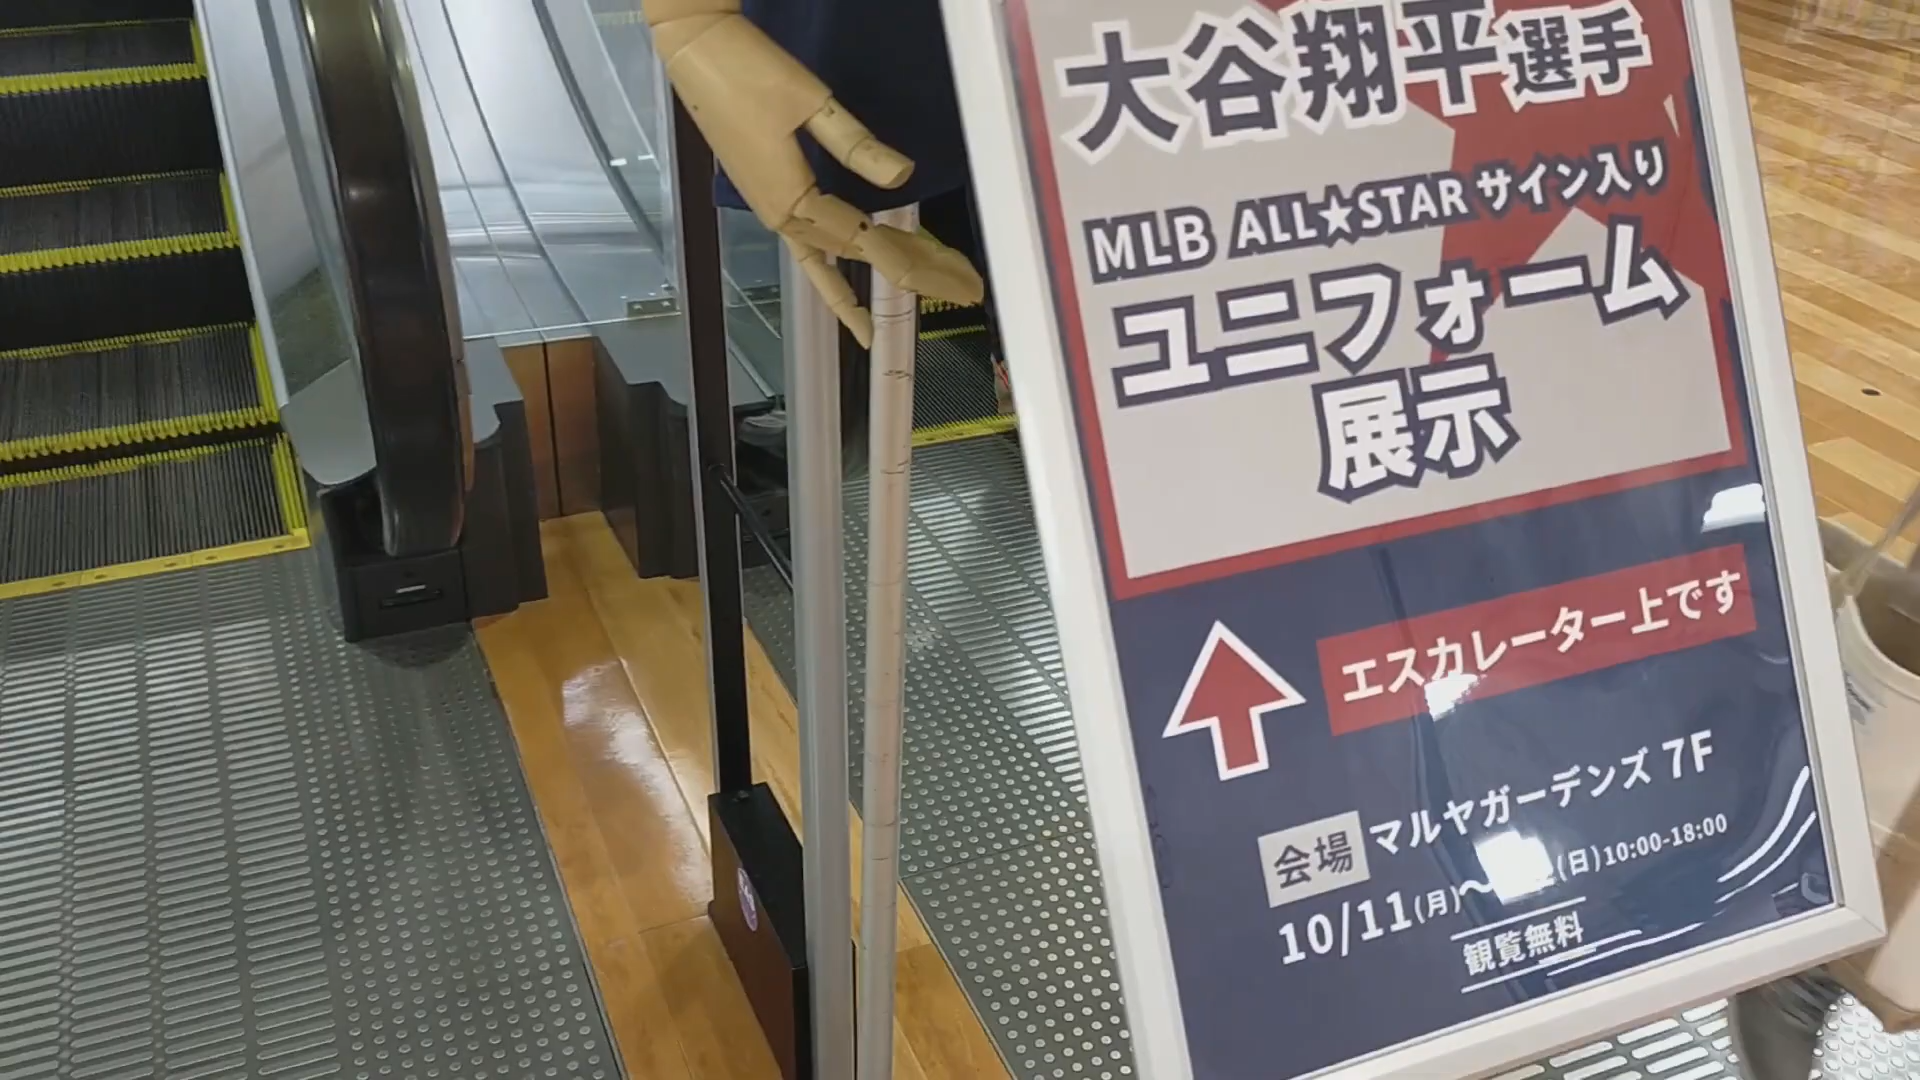 大谷翔平選手
MLB ALL★STAR サイン入り
ユニフォーム
展示
エスカレーター上です
会場 マルヤガーデンズ 7F
10/11(月)～ (日)10:00-18:00
観覧無料